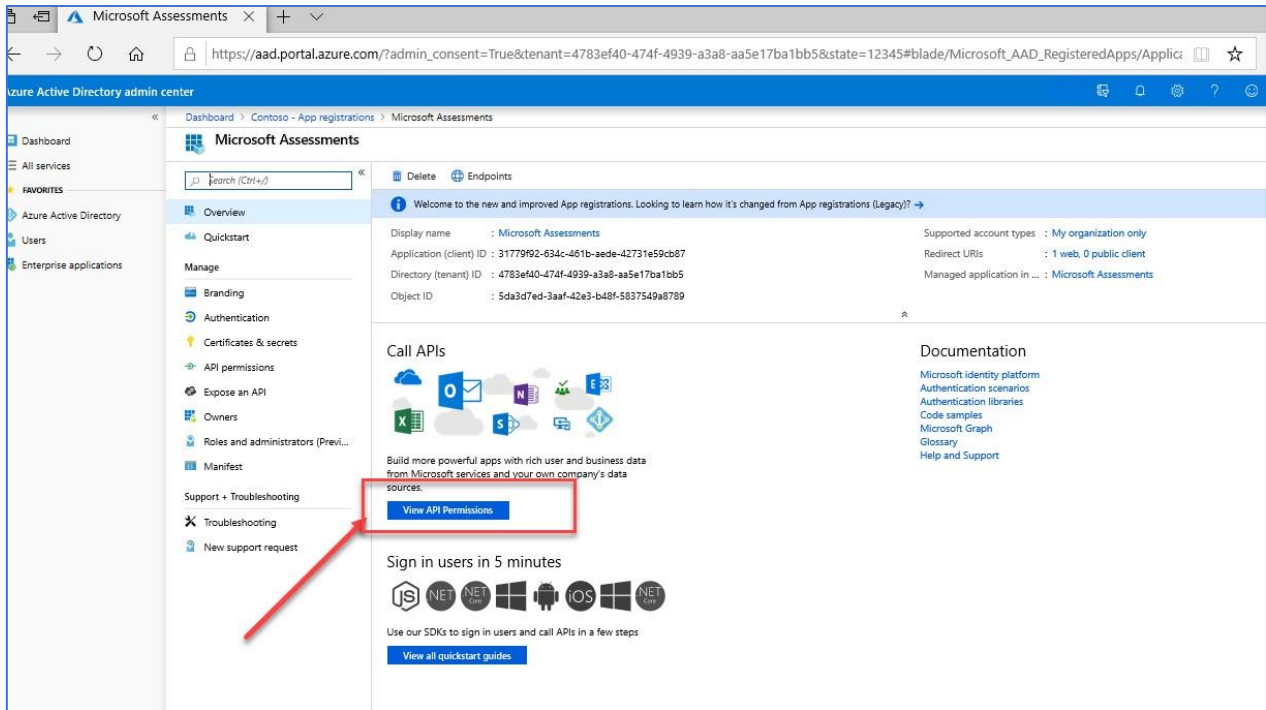 Microsoft Assessments
https://aad.portal.azure.com/?admin_consent=True&tenant=4783ef40-474f-4939-a3a8-aa5e17ba1bb5&state=12345#blade/Microsoft_AAD_RegisteredApps/Applica
Azure Active Directory admin center
Dashboard > Contoso - App registrations > Microsoft Assessments
Microsoft Assessments
Dashboard
All services
FAVORITES
Azure Active Directory
Users
Enterprise applications
Search (Ctrl+/)
Overview
Quickstart
Manage
Branding
Authentication
Certificates & secrets
API permissions
Expose an API
Owners
Roles and administrators (Previ...
Manifest
Support + Troubleshooting
Troubleshooting
New support request
Delete Endpoints
Welcome to the new and improved App registrations. Looking to learn how it's changed from App registrations (Legacy)?
Display name : Microsoft Assessments
Application (client) ID : 31779f92-634c-461b-aede-42731e59cb87
Directory (tenant) ID : 4783ef40-474f-4939-a3a8-aa5e17ba1bb5
Object ID : 5da3d7ed-3aaf-42e3-b48f-5837549a8789
Supported account types : My organization only
Redirect URIs : 1 web, 0 public client
Managed application in ... : Microsoft Assessments
Call APIs
Build more powerful apps with rich user and business data
from Microsoft services and your own company's data
sources.
View API Permissions
Sign in users in 5 minutes
JS NET .NET Core iOS .NET Core
Use our SDKs to sign in users and call APIs in a few steps
View all quickstart guides
Documentation
Microsoft identity platform
Authentication scenarios
Authentication libraries
Code samples
Microsoft Graph
Glossary
Help and Support